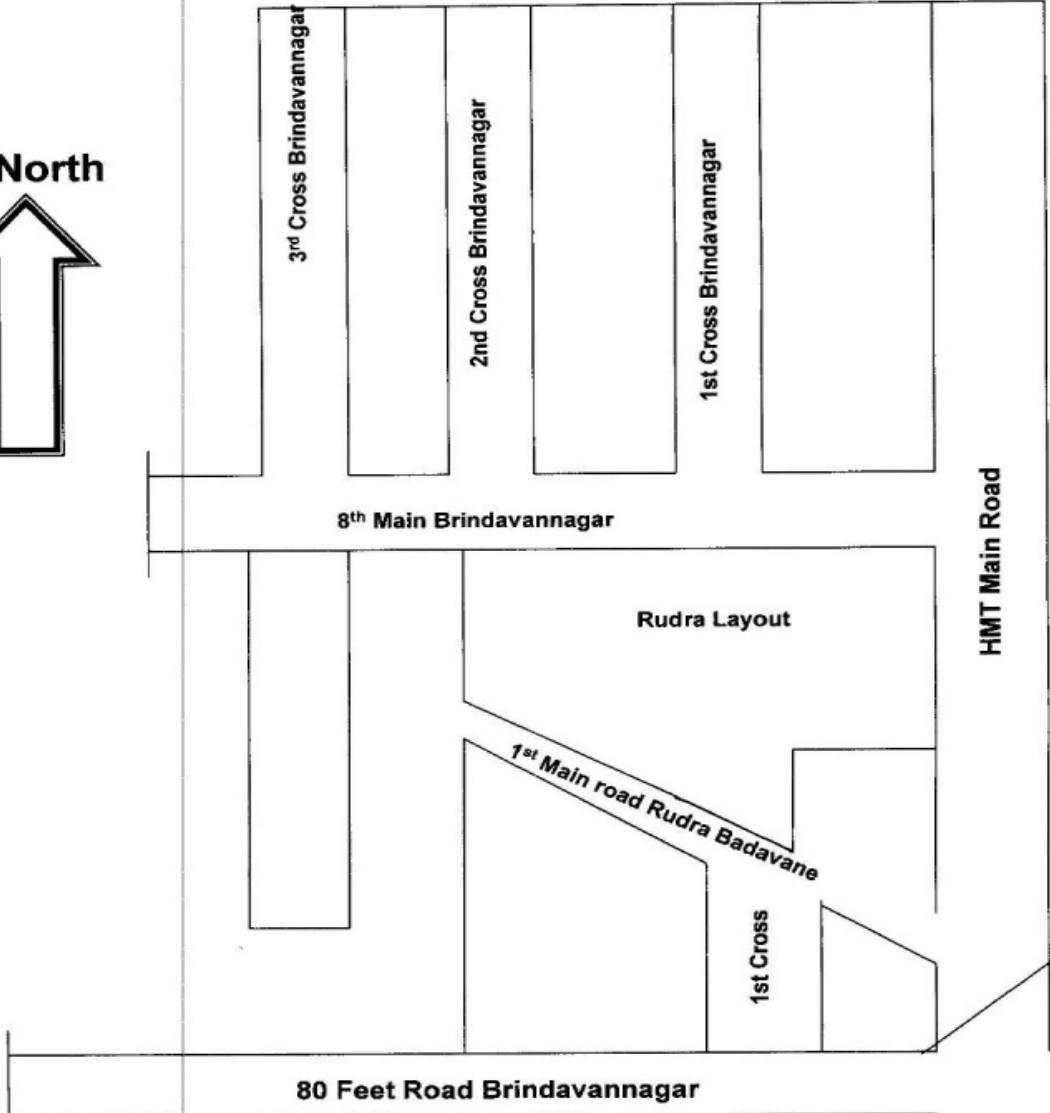 3rd Cross Brindavannagar
2nd Cross Brindavannagar
1st Cross Brindavannagar
North
8th Main Brindavannagar
HMT Main Road
Rudra Layout
1st Main road Rudra Badavane
1st Cross
80 Feet Road Brindavannagar